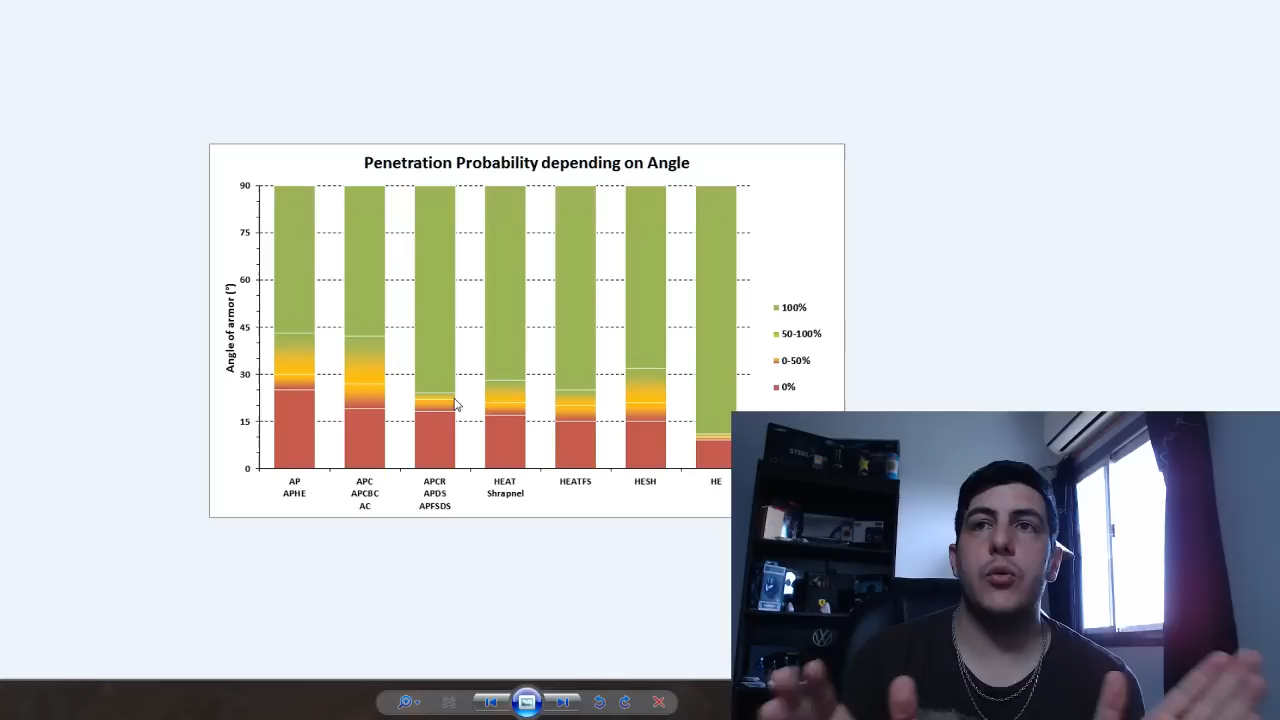 Penetration Probability depending on Angle
90
75
60
45
30
15
0
Angle of armor (°)
AP
APHE
APC
APCBC
AC
APCR
APDS
APFSDS
HEAT
Shrapnel
HEATFS
HESH
HE
100%
50-100%
0-50%
0%
STEEL